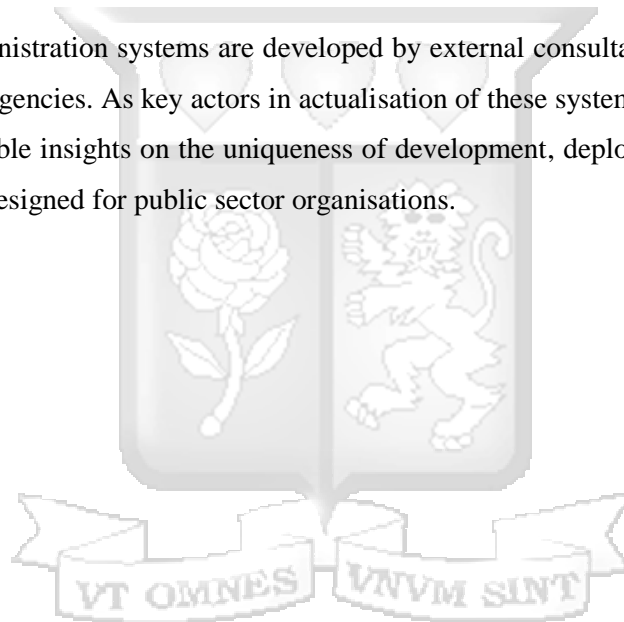 nistration systems are developed by external consulta
gencies. As key actors in actualisation of these system
ble insights on the uniqueness of development, deplo
esigned for public sector organisations.
VT OMNES VNVM SINT